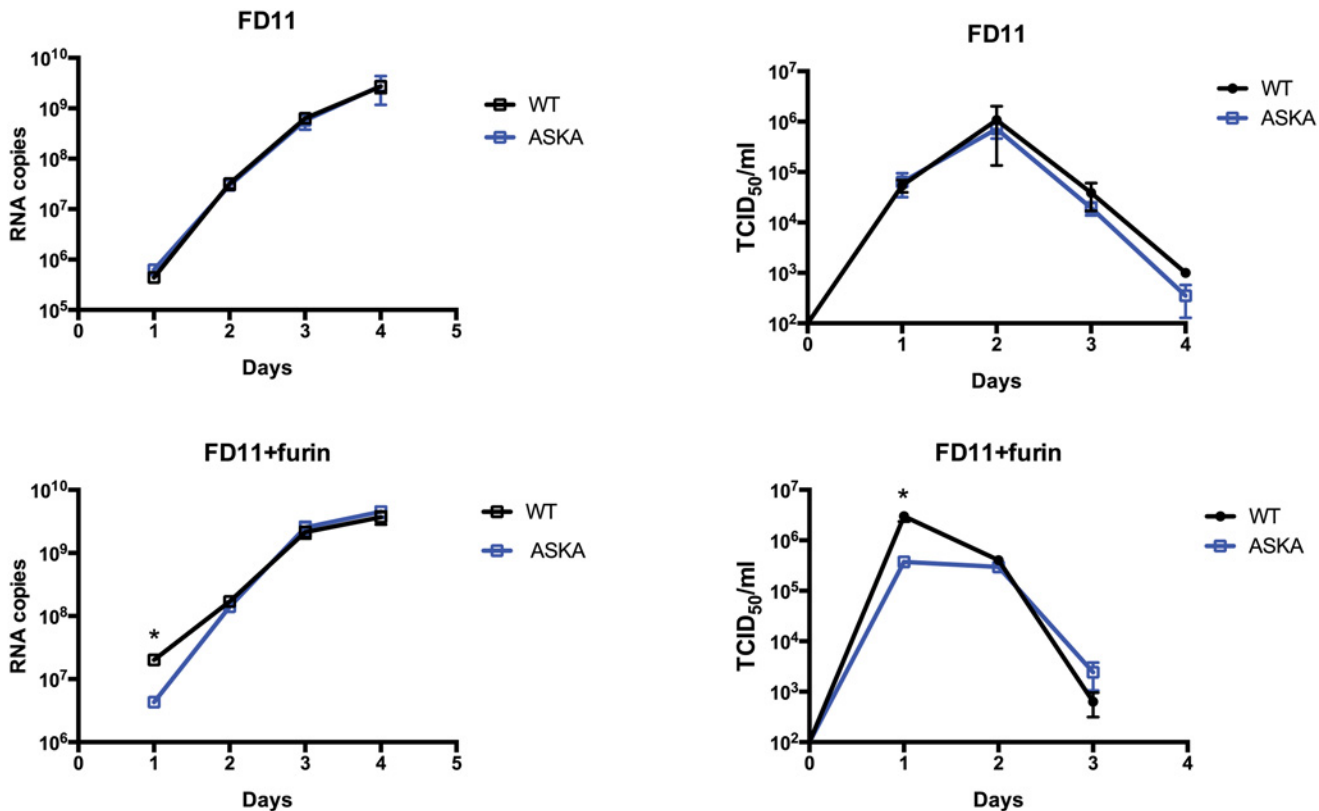 FD11
RNA copies
10¹⁰
10⁹
10⁸
10⁷
10⁶
10⁵
0 1 2 3 4 5
Days
WT
ASKA
FD11
TCID₅₀/ml
10⁷
10⁶
10⁵
10⁴
10³
10²
0 1 2 3 4
Days
WT
ASKA
FD11+furin
RNA copies
10¹⁰
10⁹
10⁸
10⁷
10⁶
*
0 1 2 3 4 5
Days
WT
ASKA
FD11+furin
TCID₅₀/ml
10⁷
10⁶
10⁵
10⁴
10³
10²
*
0 1 2 3 4
Days
WT
ASKA